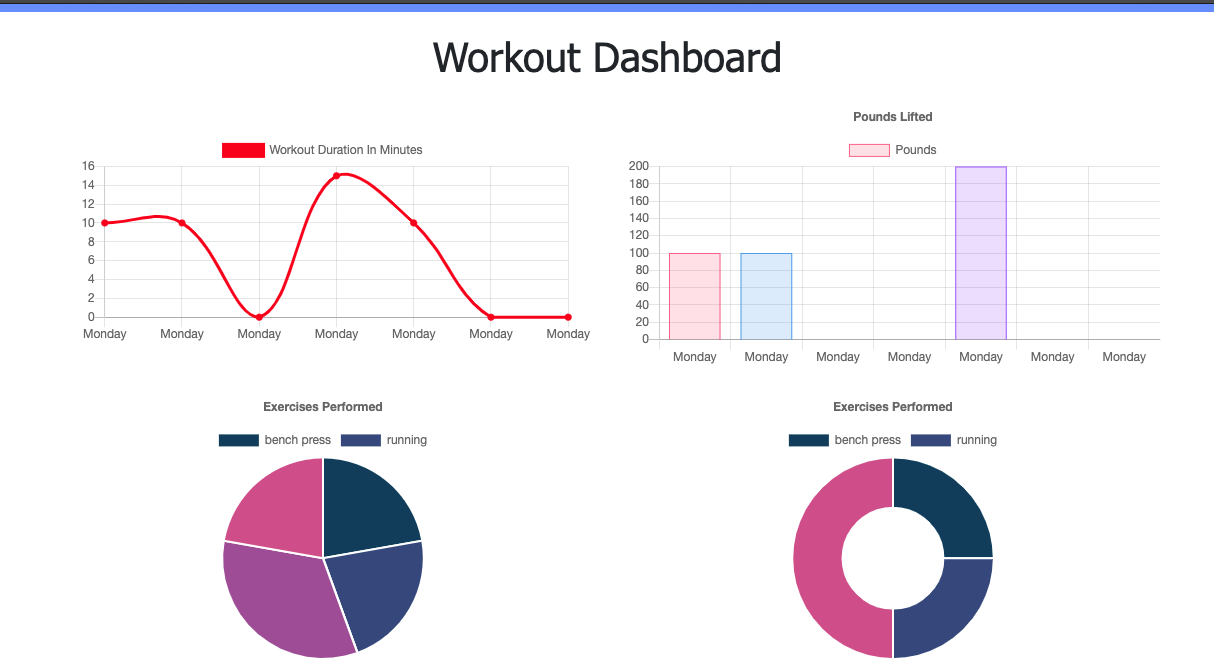 Workout Dashboard
Workout Duration In Minutes
16
14
12
10
8
6
4
2
0
Monday Monday Monday Monday Monday Monday Monday
Pounds Lifted
Pounds
200
180
160
140
120
100
80
60
40
20
0
Monday Monday Monday Monday Monday Monday Monday
Exercises Performed
bench press running
Exercises Performed
bench press running